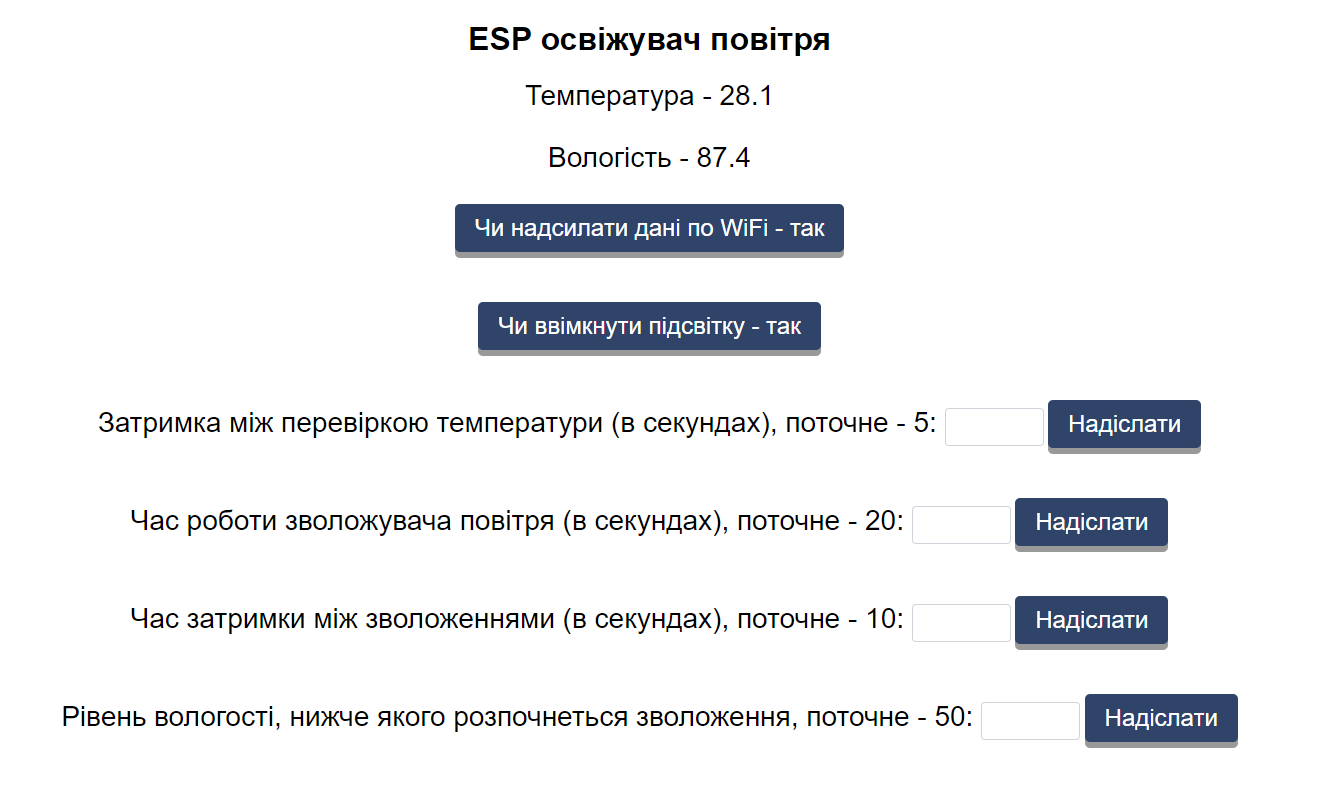 ESP освіжувач повітря
Температура - 28.1
Вологість - 87.4
Чи надсилати дані по WiFi - так
Чи ввімкнути підсвітку - так
Затримка між перевіркою температури (в секундах), поточне - 5: Надіслати
Час роботи зволожувача повітря (в секундах), поточне - 20: Надіслати
Час затримки між зволоженнями (в секундах), поточне - 10: Надіслати
Рівень вологості, нижче якого розпочнеться зволоження, поточне - 50: Надіслати